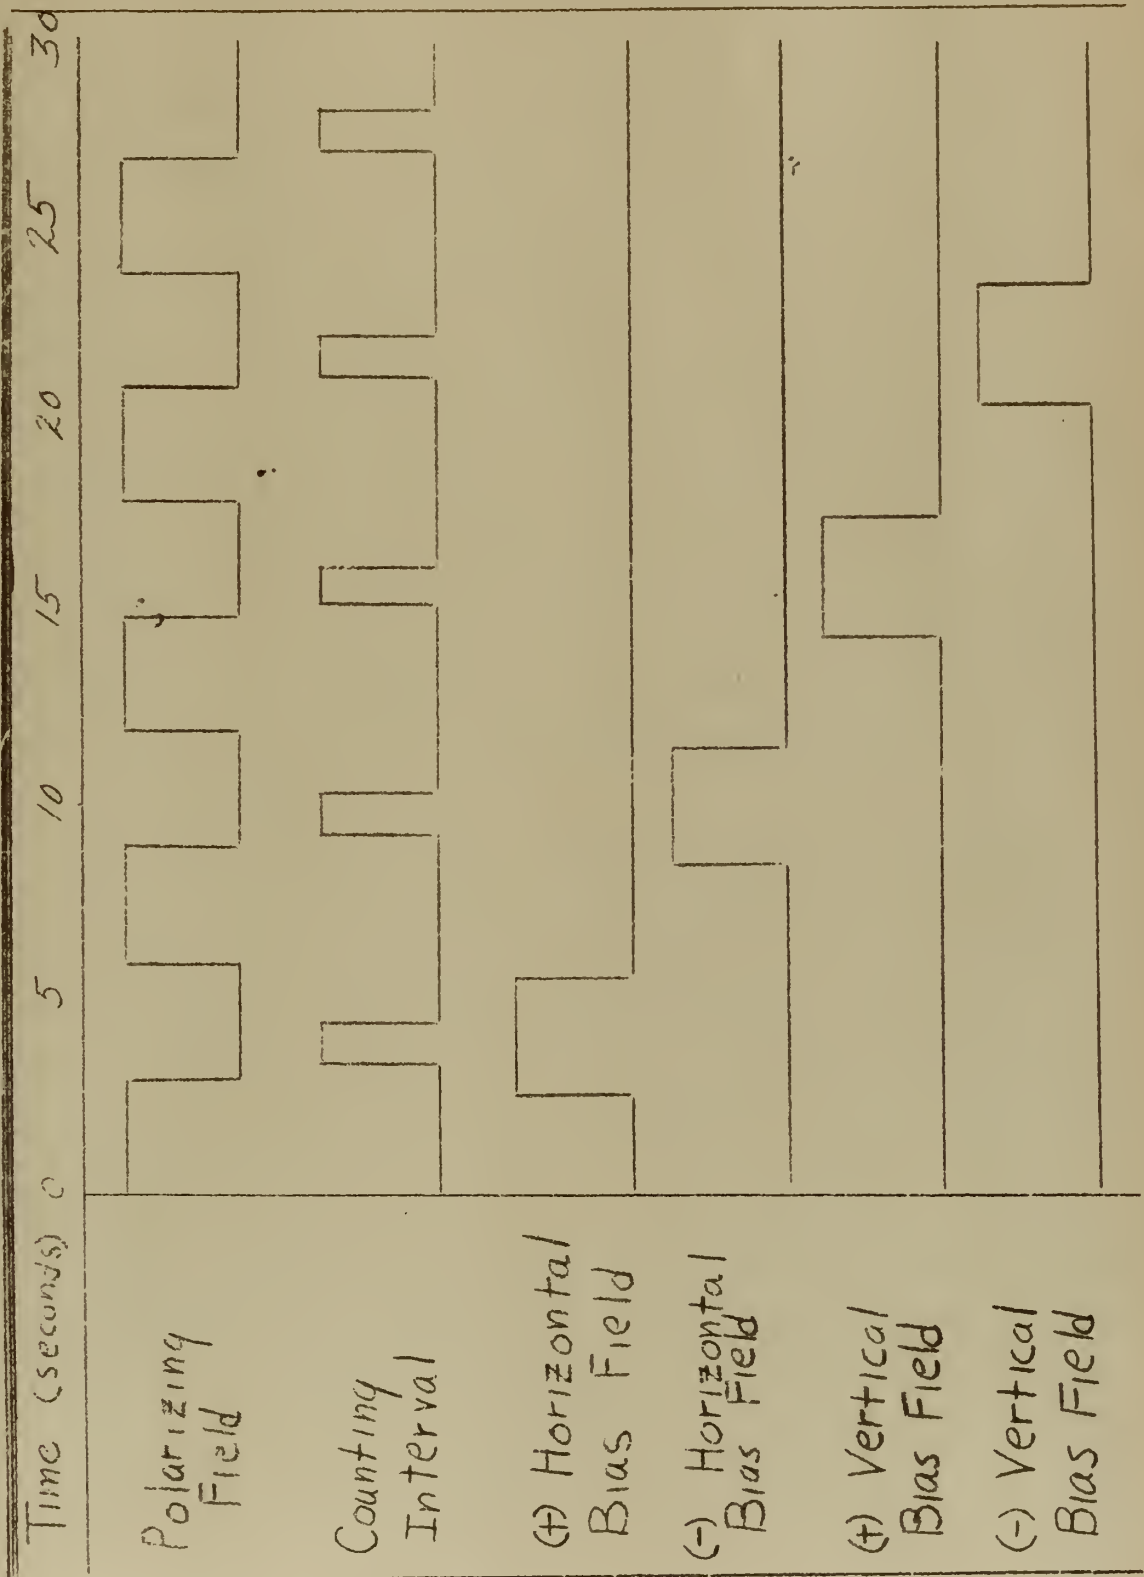 Time (seconds) 0 5 10 15 20 25 30
Polarizing
Field
Counting
Interval
(+) Horizontal
Bias Field
(-) Horizontal
Bias Field
(+) Vertical
Bias Field
(-) Vertical
Bias Field